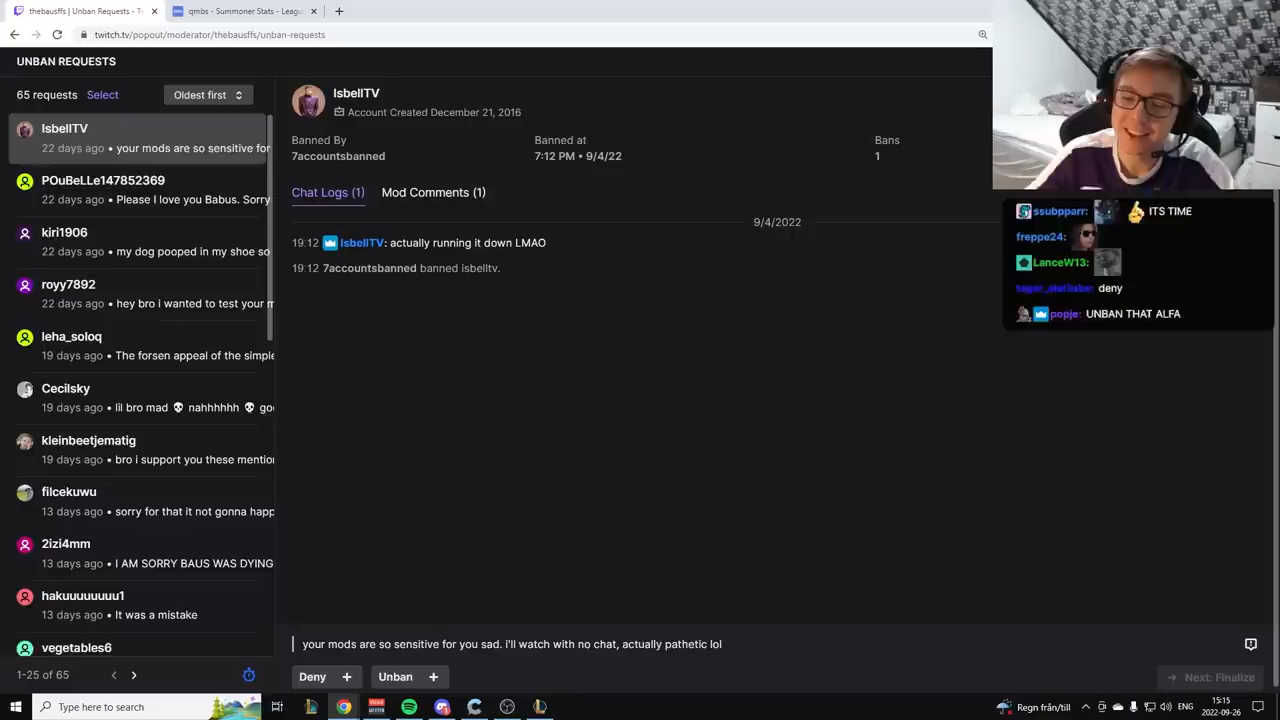 thebausffs | Unban Requests - Tw
qmbs - Summoner Stats - Leagu
twitch.tv/popout/moderator/thebausffs/unban-requests
UNBAN REQUESTS
65 requests
Select
Oldest first
IsbellTV
22 days ago • your mods are so sensitive for
POuBeLLe147852369
22 days ago • Please I love you Babus. Sorry
kiri1906
22 days ago • my dog pooped in my shoe so
royy7892
22 days ago • hey bro i wanted to test your m
leha_soloq
19 days ago • The forsen appeal of the simple
Cecilsky
19 days ago • lil bro mad 💀 nahhhhhh 💀 go
kleinbeetjematig
19 days ago • bro i support you these mention
filcekuwu
13 days ago • sorry for that it not gonna happ
2izi4mm
13 days ago • I AM SORRY BAUS WAS DYING
hakuuuuuuuu1
13 days ago • It was a mistake
vegetables6
1-25 of 65
IsbellTV
Account Created December 21, 2016
Banned By
7accountsbanned
Banned at
7:12 PM • 9/4/22
Bans
1
Chat Logs (1)
Mod Comments (1)
9/4/2022
19:12 IsbellTV: actually running it down LMAO
19:12 7accountsbanned banned isbelltv.
ssubpparr: ITS TIME
freppe24:
LanceW13:
deny
popje: UNBAN THAT ALFA
your mods are so sensitive for you sad. i'll watch with no chat, actually pathetic lol
Deny +
Unban +
Next: Finalize
Type here to search
Regn från/till
15:15
2022-09-26